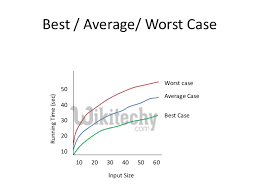 Best / Average/ Worst Case
50
40
30
20
10
Running Time (sec)
Worst case
Average Case
Best Case
Wikitechy
.com
10 20 30 40 50 60
Input Size